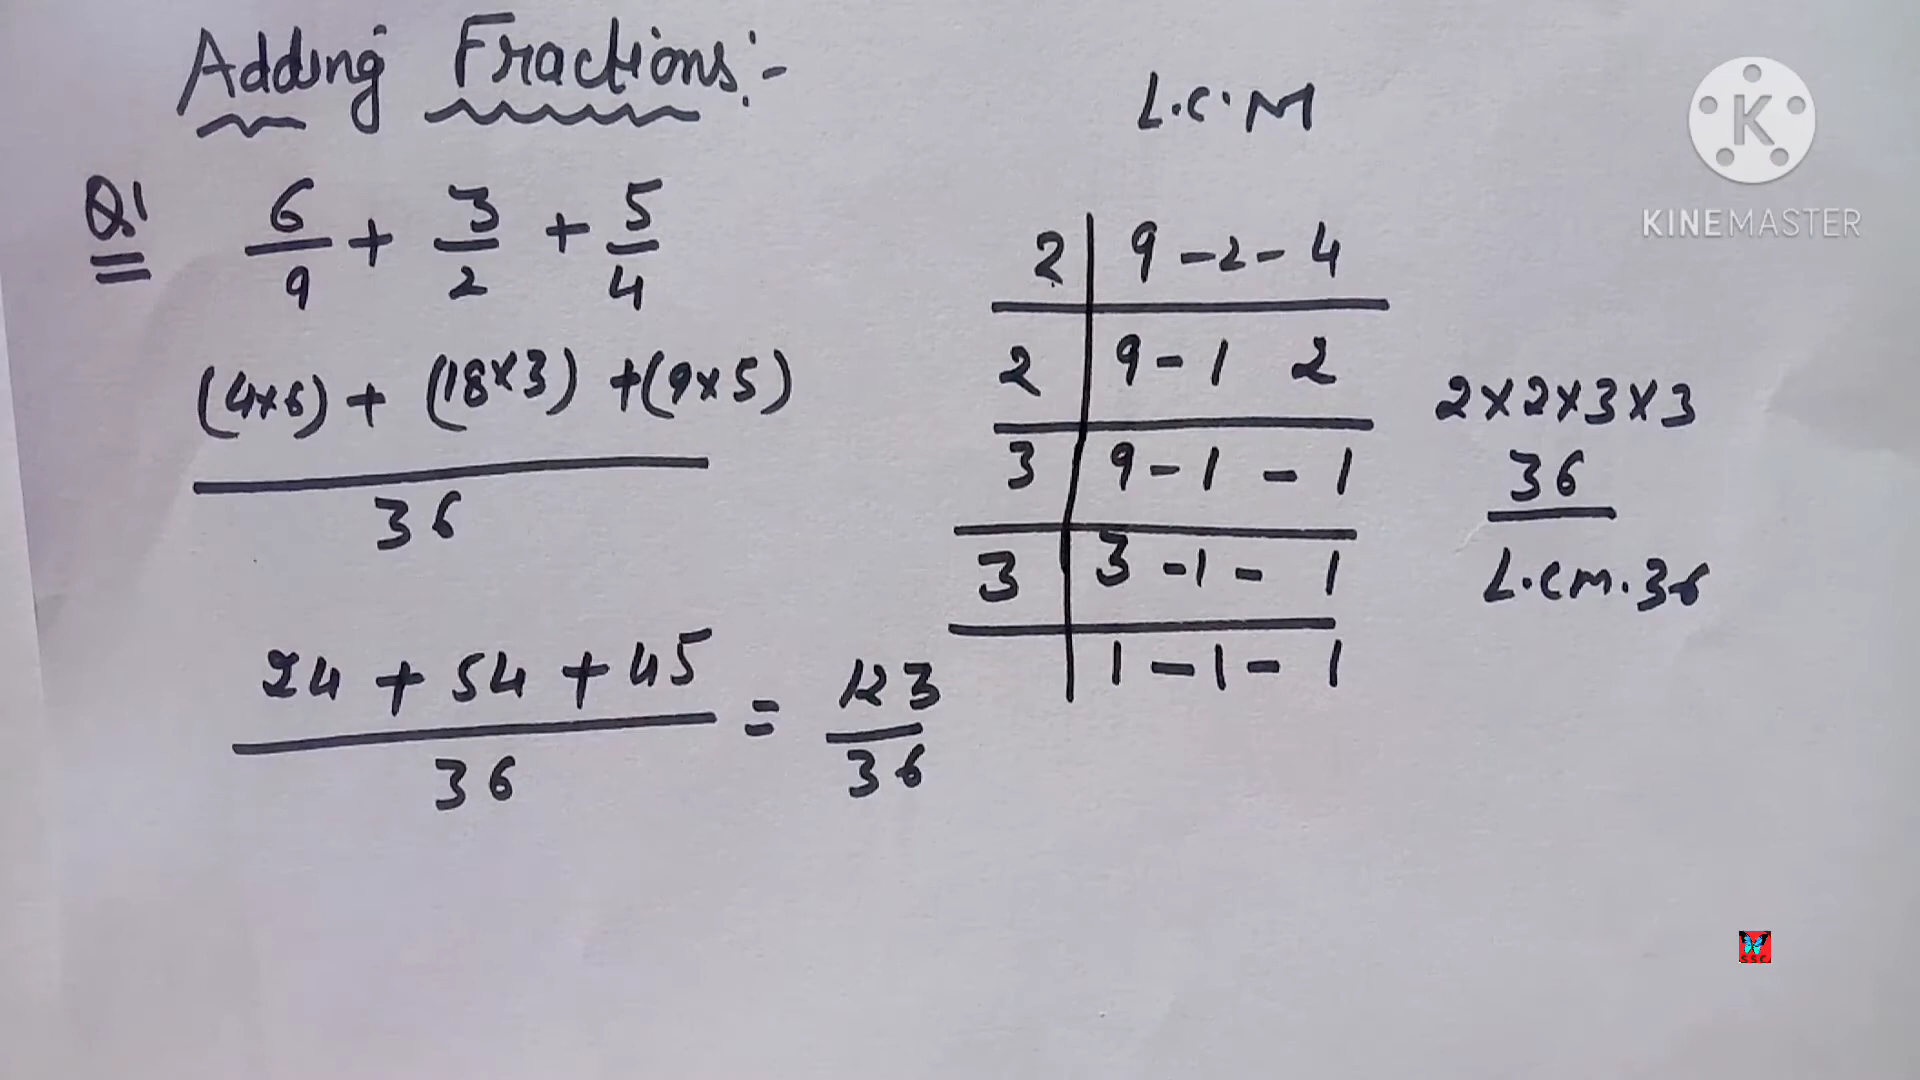 Adding Fractions:-
Q1 6/9 + 3/2 + 5/4
(4×6) + (18×3) + (9×5)
36
24 + 54 + 45 = 123
36 36
L.C.M
2 | 9 - 2 - 4
2 | 9 - 1 2
3 | 9 - 1 - 1
3 | 3 - 1 - 1
1 - 1 - 1
2×2×3×3
36
L.CM.36
K
KINEMASTER
SSC